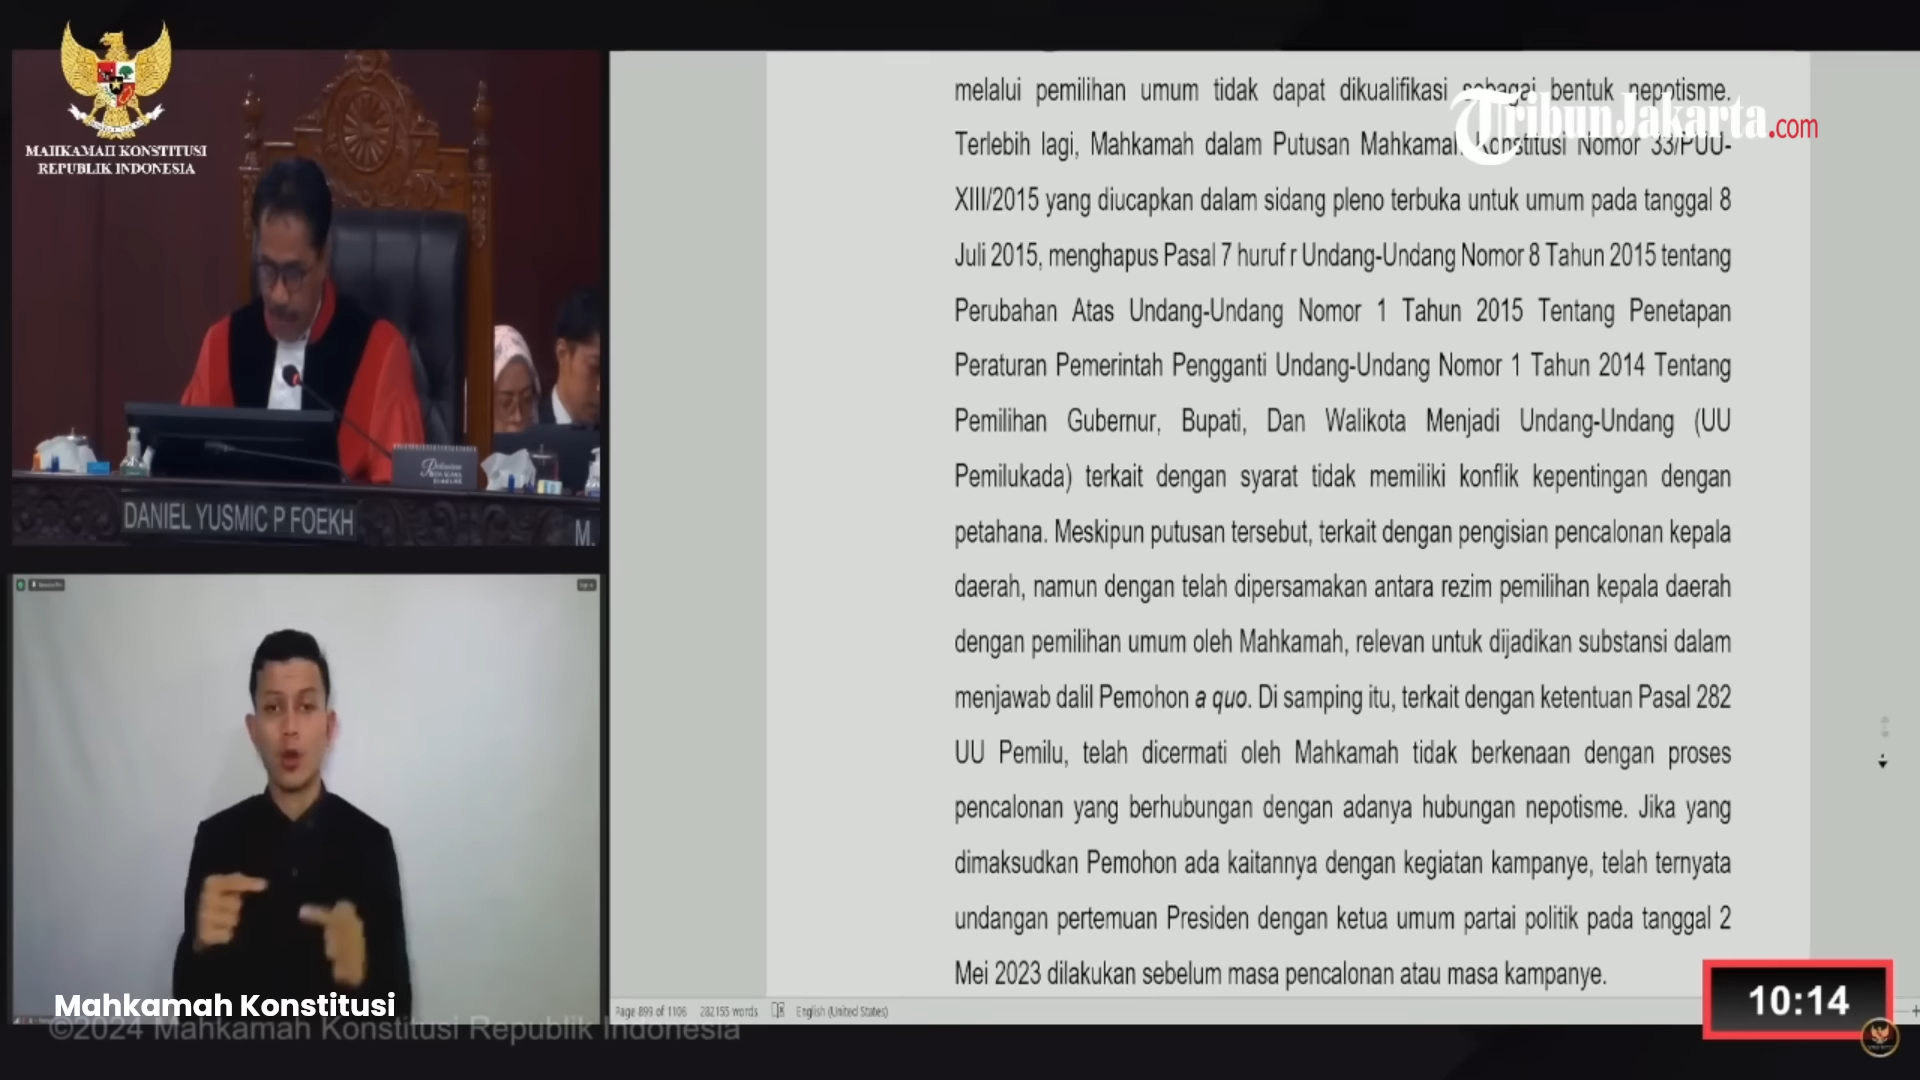 MAHKAMAH KONSTITUSI
REPUBLIK INDONESIA
DANIEL YUSMIC P FOEKH
M.
TribunJakarta.com
melalui pemilihan umum tidak dapat dikualifikasi sebagai bentuk nepotisme.
Terlebih lagi, Mahkamah dalam Putusan Mahkamah Konstitusi Nomor 33/PUU-
XIII/2015 yang diucapkan dalam sidang pleno terbuka untuk umum pada tanggal 8
Juli 2015, menghapus Pasal 7 huruf r Undang-Undang Nomor 8 Tahun 2015 tentang
Perubahan Atas Undang-Undang Nomor 1 Tahun 2015 Tentang Penetapan
Peraturan Pemerintah Pengganti Undang-Undang Nomor 1 Tahun 2014 Tentang
Pemilihan Gubernur, Bupati, Dan Walikota Menjadi Undang-Undang (UU
Pemilukada) terkait dengan syarat tidak memiliki konflik kepentingan dengan
petahana. Meskipun putusan tersebut, terkait dengan pengisian pencalonan kepala
daerah, namun dengan telah dipersamakan antara rezim pemilihan kepala daerah
dengan pemilihan umum oleh Mahkamah, relevan untuk dijadikan substansi dalam
menjawab dalil Pemohon a quo. Di samping itu, terkait dengan ketentuan Pasal 282
UU Pemilu, telah dicermati oleh Mahkamah tidak berkenaan dengan proses
pencalonan yang berhubungan dengan adanya hubungan nepotisme. Jika yang
dimaksudkan Pemohon ada kaitannya dengan kegiatan kampanye, telah ternyata
undangan pertemuan Presiden dengan ketua umum partai politik pada tanggal 2
Mei 2023 dilakukan sebelum masa pencalonan atau masa kampanye.
Page 899 of 1106 282155 words English (United States)
10:14
Mahkamah Konstitusi
©2024 Mahkamah Konstitusi Republik Indonesia